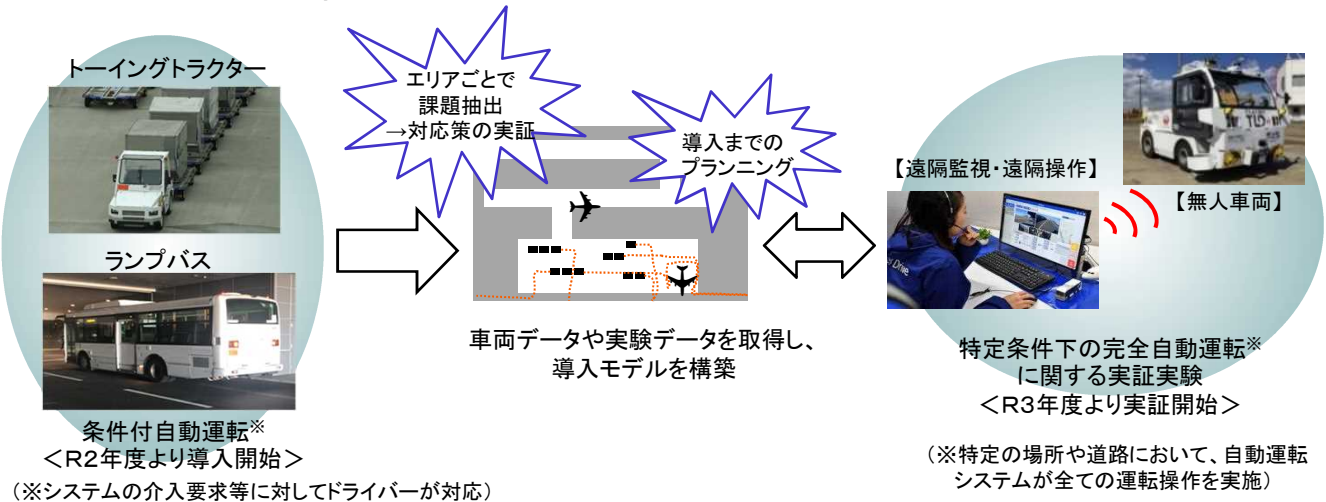 トーイングトラクター
ランプバス
条件付自動運転※
＜R2年度より導入開始＞
（※システムの介入要求等に対してドライバーが対応）
エリアごとで
課題抽出
→対応策の実証
導入までの
プランニング
車両データや実験データを取得し、
導入モデルを構築
【遠隔監視・遠隔操作】
TLD
【無人車両】
特定条件下の完全自動運転※
に関する実証実験
＜R3年度より実証開始＞
（※特定の場所や道路において、自動運転
システムが全ての運転操作を実施）